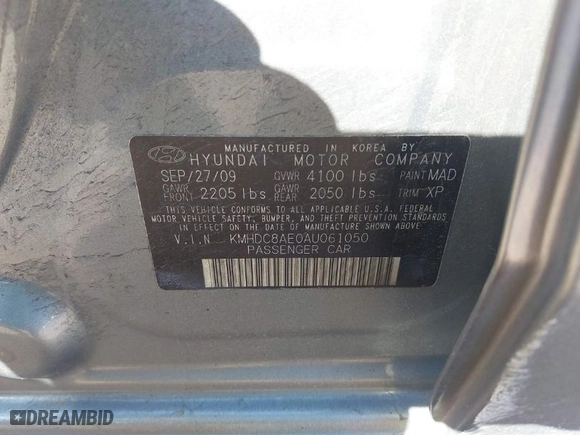 MANUFACTURED IN KOREA BY
HYUNDAI MOTOR COMPANY
SEP/27/09 GVWR 4100 lbs PAINT MAD
GAWR FRONT 2205 lbs GAWR REAR 2050 lbs TRIM XP
THIS VEHICLE CONFORMS TO ALL APPLICABLE U.S.A. FEDERAL
MOTOR VEHICLE SAFETY, BUMPER, AND THEFT PREVENTION STANDARDS
IN EFFECT ON THE DATE OF MANUFACTURE SHOWN ABOVE.
V.I.N KMHDC8AE0AU061050
PASSENGER CAR
DREAMBID